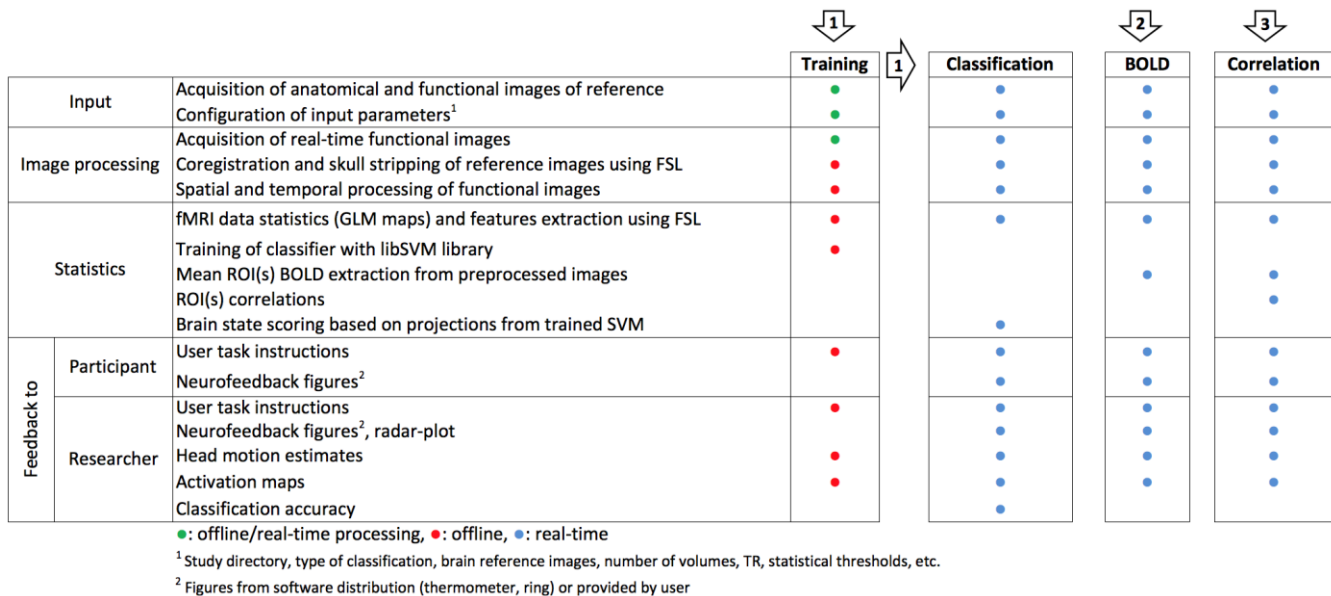 1 2 3
Training 1 Classification BOLD Correlation
Input
Acquisition of anatomical and functional images of reference
Configuration of input parameters1
Image processing
Acquisition of real-time functional images
Coregistration and skull stripping of reference images using FSL
Spatial and temporal processing of functional images
Statistics
fMRI data statistics (GLM maps) and features extraction using FSL
Training of classifier with libSVM library
Mean ROI(s) BOLD extraction from preprocessed images
ROI(s) correlations
Brain state scoring based on projections from trained SVM
Feedback to
Participant
User task instructions
Neurofeedback figures2
Researcher
User task instructions
Neurofeedback figures2, radar-plot
Head motion estimates
Activation maps
Classification accuracy
●: offline/real-time processing, ●: offline, ●: real-time
1 Study directory, type of classification, brain reference images, number of volumes, TR, statistical thresholds, etc.
2 Figures from software distribution (thermometer, ring) or provided by user